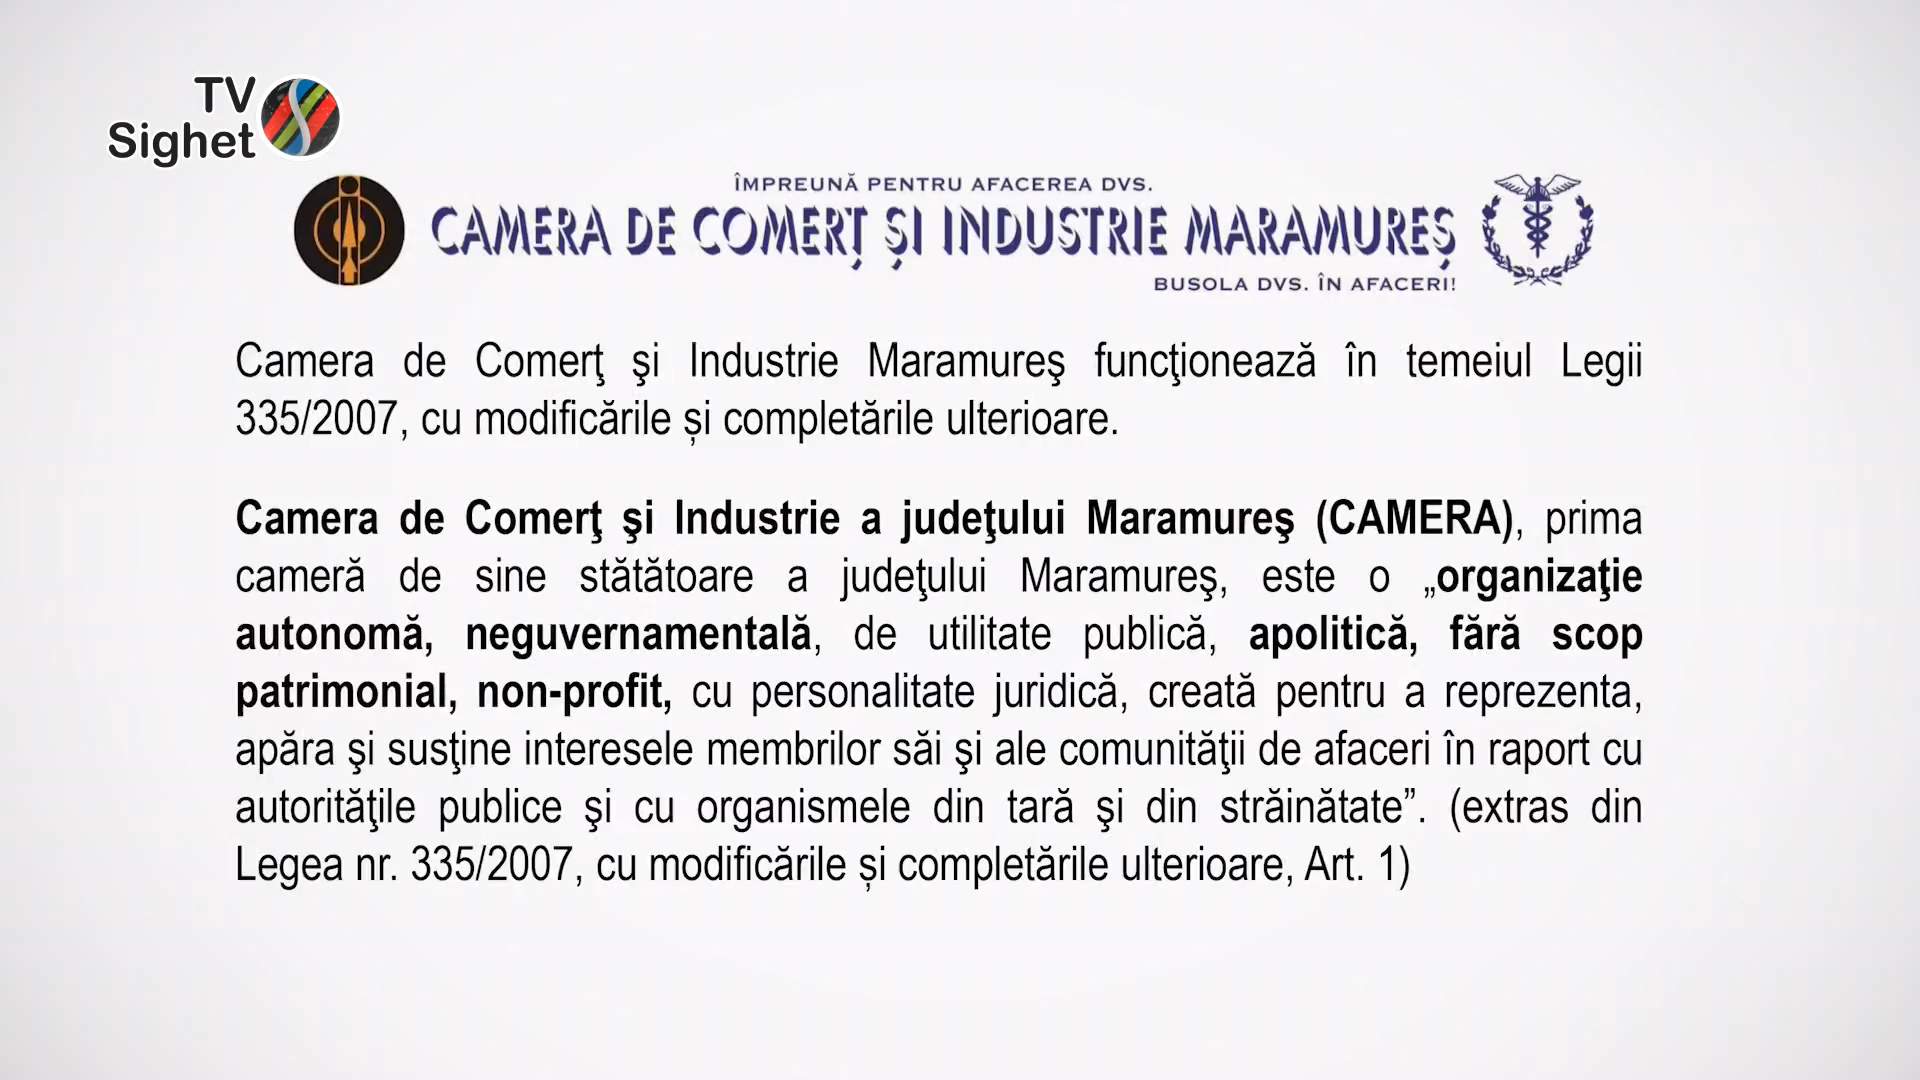 TV
Sighet
ÎMPREUNĂ PENTRU AFACEREA DVS.
CAMERA DE COMERȚ ȘI INDUSTRIE MARAMUREȘ
BUSOLA DVS. ÎN AFACERI!
Camera de Comerţ şi Industrie Maramureş funcţionează în temeiul Legii
335/2007, cu modificările și completările ulterioare.
Camera de Comerţ şi Industrie a judeţului Maramureş (CAMERA), prima
cameră de sine stătătoare a judeţului Maramureş, este o „organizaţie
autonomă, neguvernamentală, de utilitate publică, apolitică, fără scop
patrimonial, non-profit, cu personalitate juridică, creată pentru a reprezenta,
apăra şi susţine interesele membrilor săi şi ale comunităţii de afaceri în raport cu
autorităţile publice şi cu organismele din tară şi din străinătate”. (extras din
Legea nr. 335/2007, cu modificările și completările ulterioare, Art. 1)